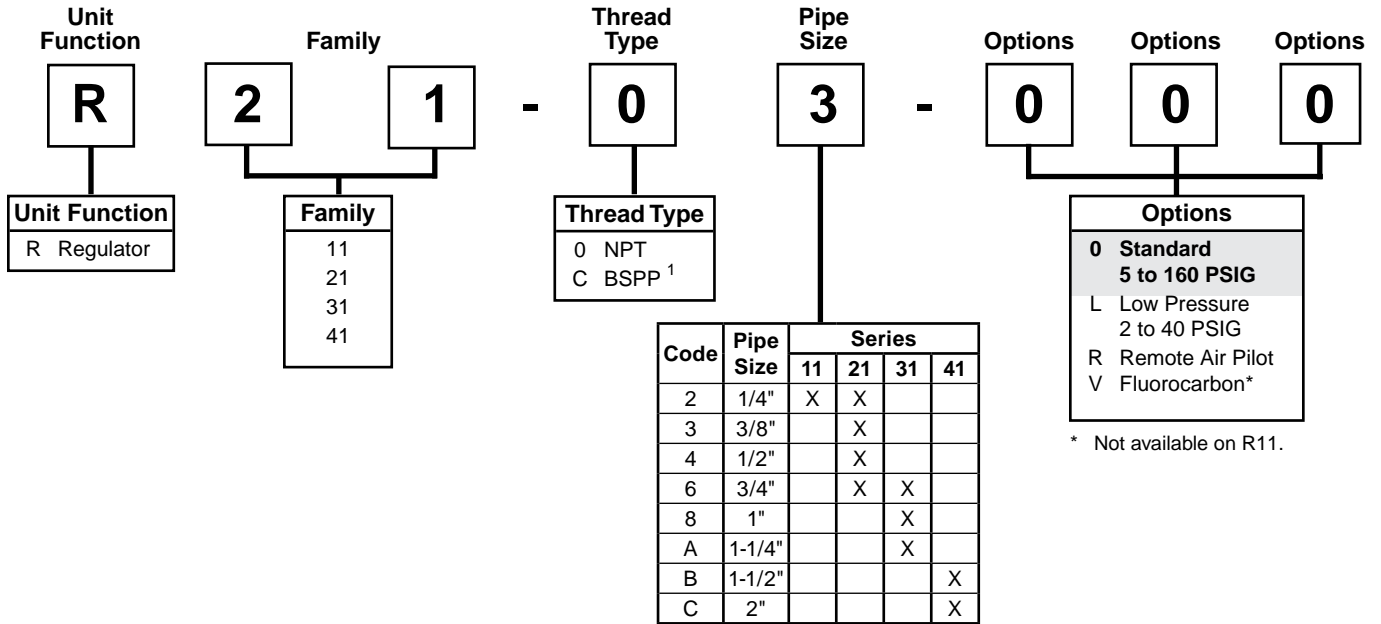 Unit Function
Family
Thread Type
Pipe Size
Options
Options
Options
R 2 1 - 0 3 - 0 0 0
Unit Function
R Regulator
Family
11
21
31
41
Thread Type
0 NPT
C BSPP 1
Options
0 Standard
5 to 160 PSIG
L Low Pressure
2 to 40 PSIG
R Remote Air Pilot
V Fluorocarbon*
* Not available on R11.
Code Pipe Size Series
11 21 31 41
2 1/4" X X
3 3/8" X
4 1/2" X
6 3/4" X X
8 1" X
A 1-1/4" X
B 1-1/2" X
C 2" X